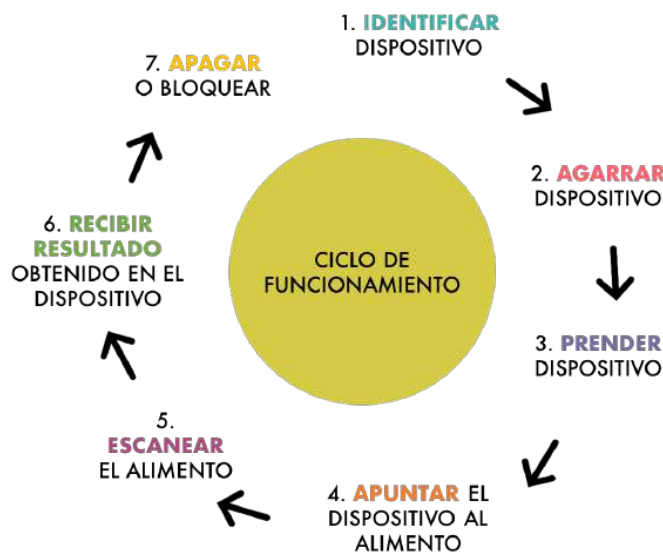 1. IDENTIFICAR
DISPOSITIVO
2. AGARRAR
DISPOSITIVO
3. PRENDER
DISPOSITIVO
4. APUNTAR EL
DISPOSITIVO AL
ALIMENTO
5.
ESCANEAR
EL ALIMENTO
6. RECIBIR
RESULTADO
OBTENIDO EN EL
DISPOSITIVO
7. APAGAR
O BLOQUEAR
CICLO DE
FUNCIONAMIENTO